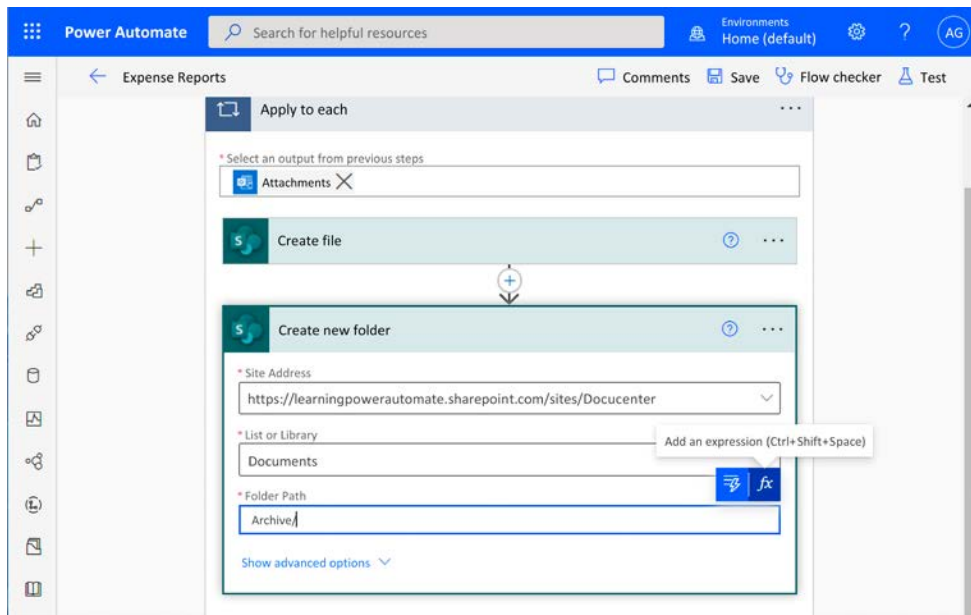 Power Automate
Search for helpful resources
Environments
Home (default)
?
AG
Expense Reports
Comments
Save
Flow checker
Test
Apply to each
...
* Select an output from previous steps
Attachments
S
Create file
?
...
S
Create new folder
?
...
* Site Address
https://learningpowerautomate.sharepoint.com/sites/Docucenter
* List or Library
Documents
Add an expression (Ctrl+Shift+Space)
fx
* Folder Path
Archive/
Show advanced options